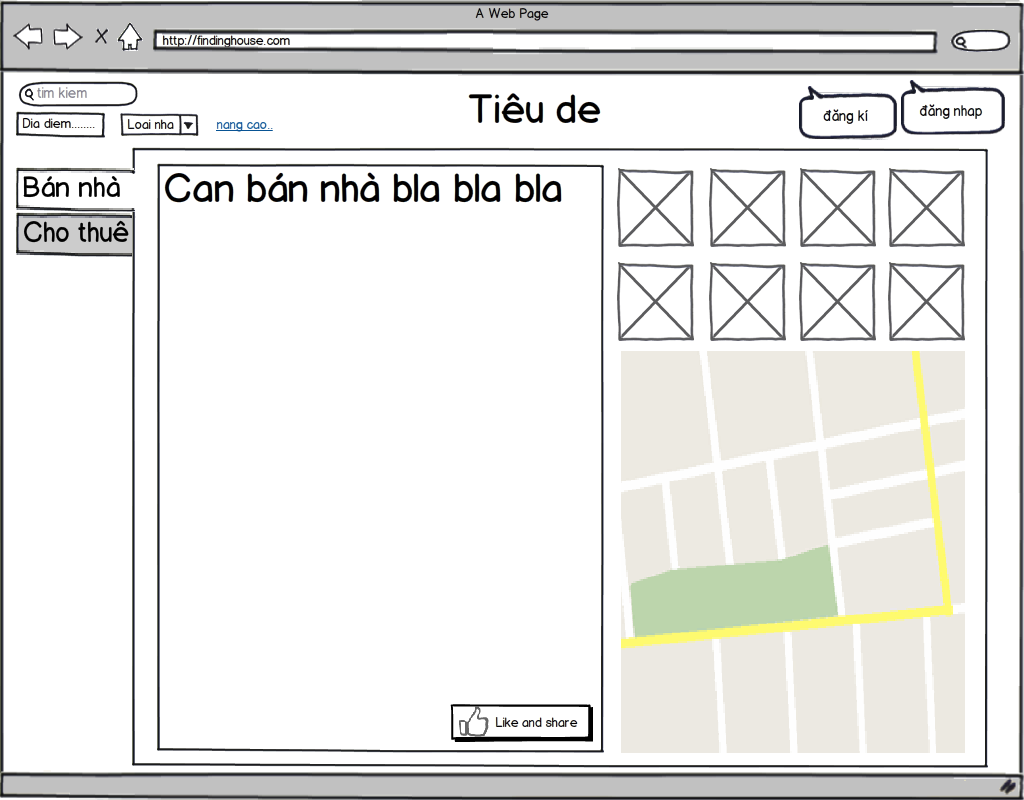 A Web Page
http://findinghouse.com
tim kiem
Tiêu de
đăng kí
đăng nhap
Dia diem........
Loai nha
nang cao..
Bán nhà
Cho thuê
Can bán nhà bla bla bla
Like and share